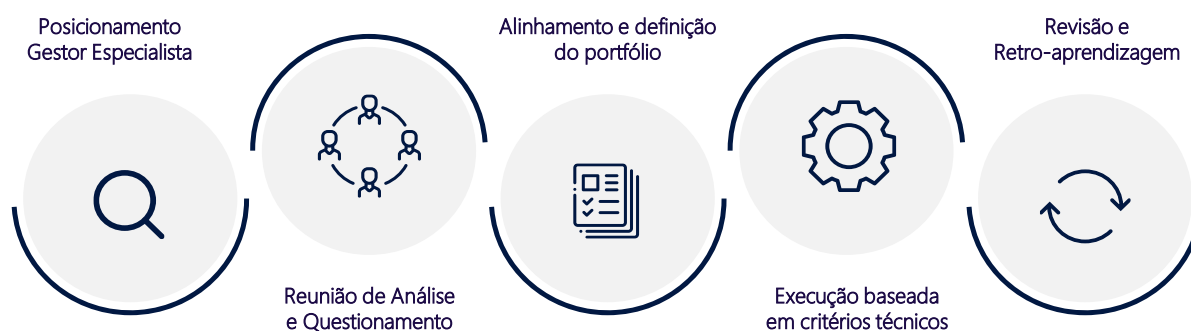 Posicionamento
Gestor Especialista
Reunião de Análise
e Questionamento
Alinhamento e definição
do portfólio
Execução baseada
em critérios técnicos
Revisão e
Retro-aprendizagem